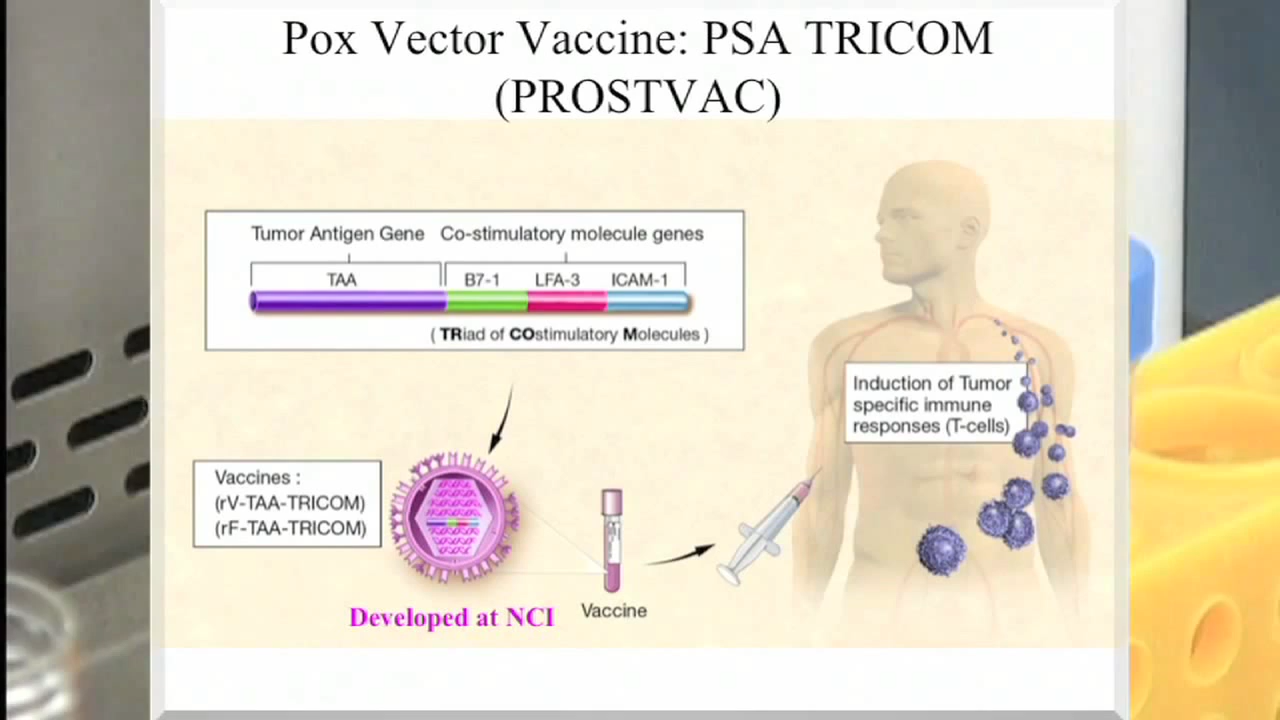 Pox Vector Vaccine: PSA TRICOM
(PROSTVAC)
Tumor Antigen Gene
Co-stimulatory molecule genes
TAA
B7-1
LFA-3
ICAM-1
( TRiad of COstimulatory Molecules )
Induction of Tumor
specific immune
responses (T-cells)
Vaccines :
(rV-TAA-TRICOM)
(rF-TAA-TRICOM)
Developed at NCI
Vaccine